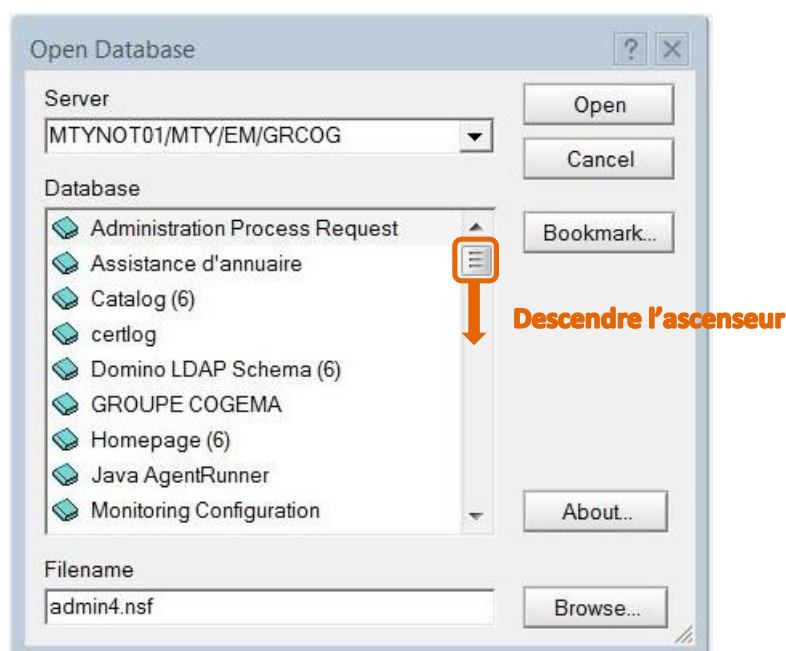 Open Database
?
Server
Open
MTYNOT01/MTY/EM/GRCOG
Cancel
Database
Administration Process Request
Bookmark...
Assistance d'annuaire
Catalog (6)
Descendre l'ascenseur
certlog
Domino LDAP Schema (6)
GROUPE COGEMA
Homepage (6)
Java AgentRunner
Monitoring Configuration
About...
Filename
admin4.nsf
Browse...